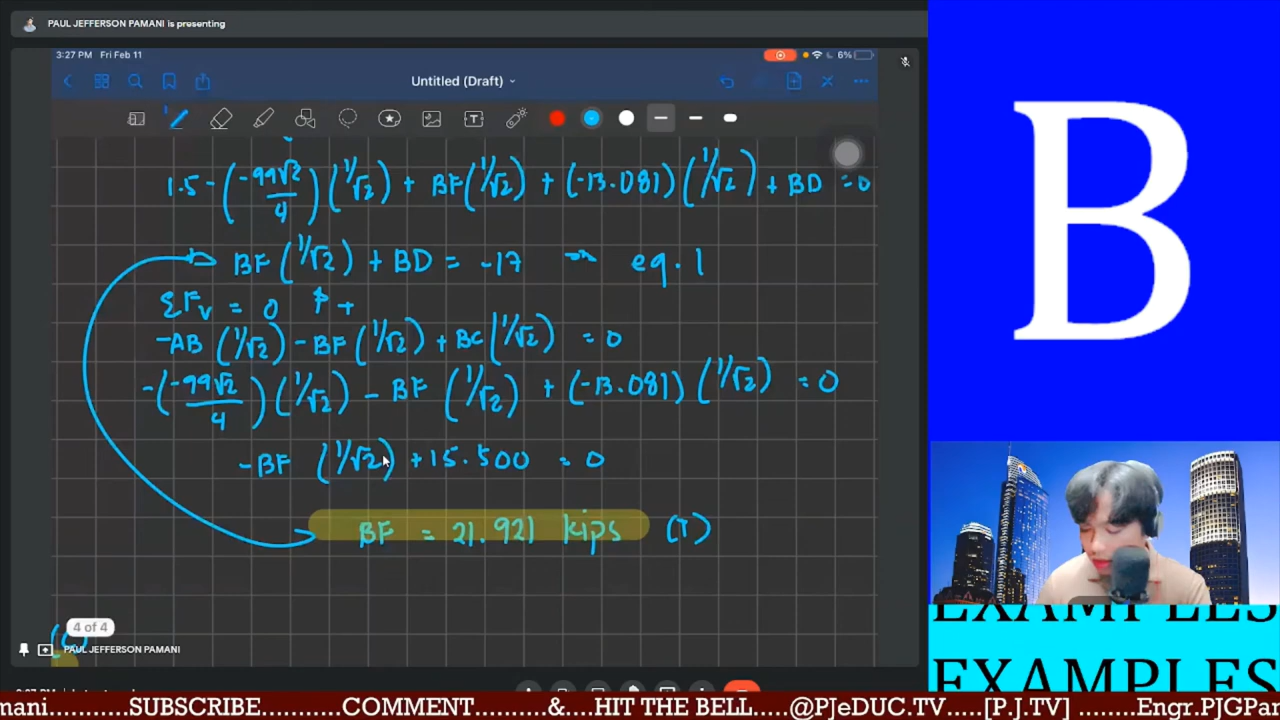 PAUL JEFFERSON PAMANI is presenting
3:27 PM Fri Feb 11
6%
Untitled (Draft)
1.5 - (-99√2/4)(1/√2) + BF(1/√2) + (-13.081)(1/√2) + BD = 0
BF(1/√2) + BD = -17 eq. 1
ΣFv = 0 ↑ +
-AB(1/√2) - BF(1/√2) + BC(1/√2) = 0
-(-99√2/4)(1/√2) - BF(1/√2) + (-13.081)(1/√2) = 0
-BF(1/√2) + 15.500 = 0
BF = 21.921 kips (T)
4 of 4
PAUL JEFFERSON PAMANI
B
EXAMPLES
EXAMPLES
mani..........SUBSCRIBE....................COMMENT..............&...HIT THE BELL.....@PJeDUC.TV.....[P.J.TV]......Engr.PJGPar